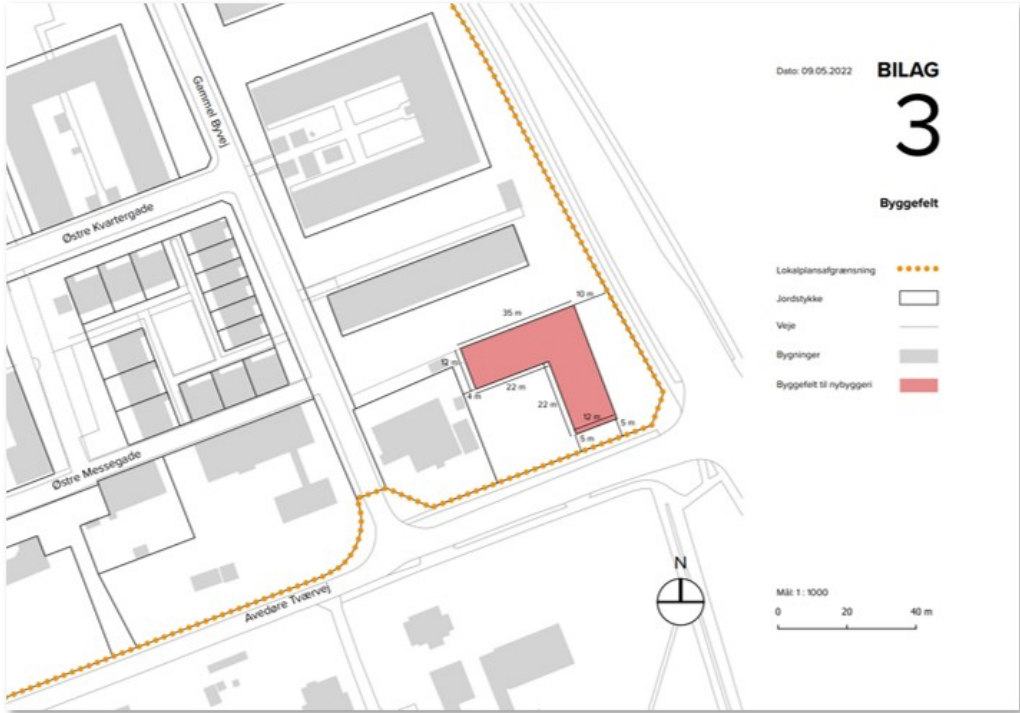 Dato: 09.05.2022
BILAG
3
Byggefelt
Lokalplansafgrænsning
Jordstykke
Veje
Bygninger
Byggefelt til nybyggeri
Gammel Byvej
Østre Kvartergade
10 m
35 m
12 m
4 m
22 m
22 m
12 m
5 m
5 m
Østre Messegade
Avedøre Tværvej
N
Mål: 1 : 1000
0 20 40 m